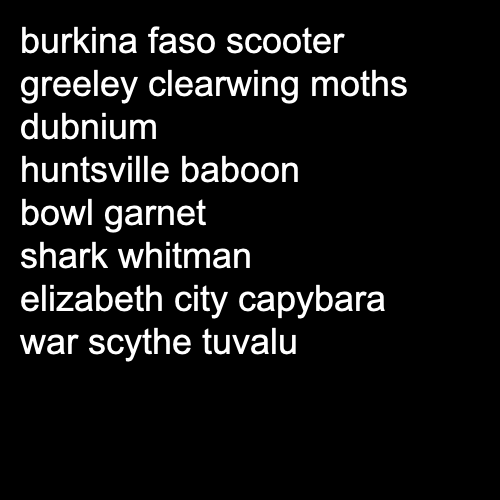 burkina faso scooter
greeley clearwing moths
dubnium
huntsville baboon
bowl garnet
shark whitman
elizabeth city capybara
war scythe tuvalu